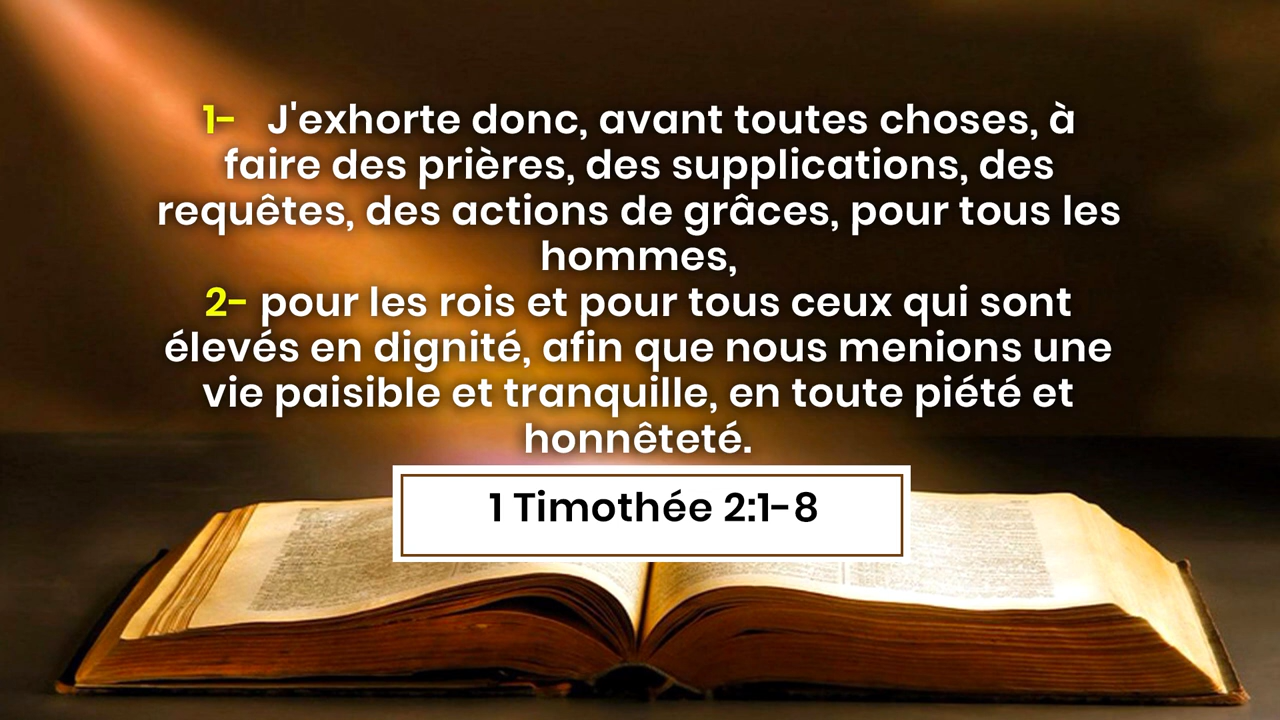 1- J'exhorte donc, avant toutes choses, à
faire des prières, des supplications, des
requêtes, des actions de grâces, pour tous les
hommes,
2- pour les rois et pour tous ceux qui sont
élevés en dignité, afin que nous menions une
vie paisible et tranquille, en toute piété et
honnêteté.
1 Timothée 2:1-8